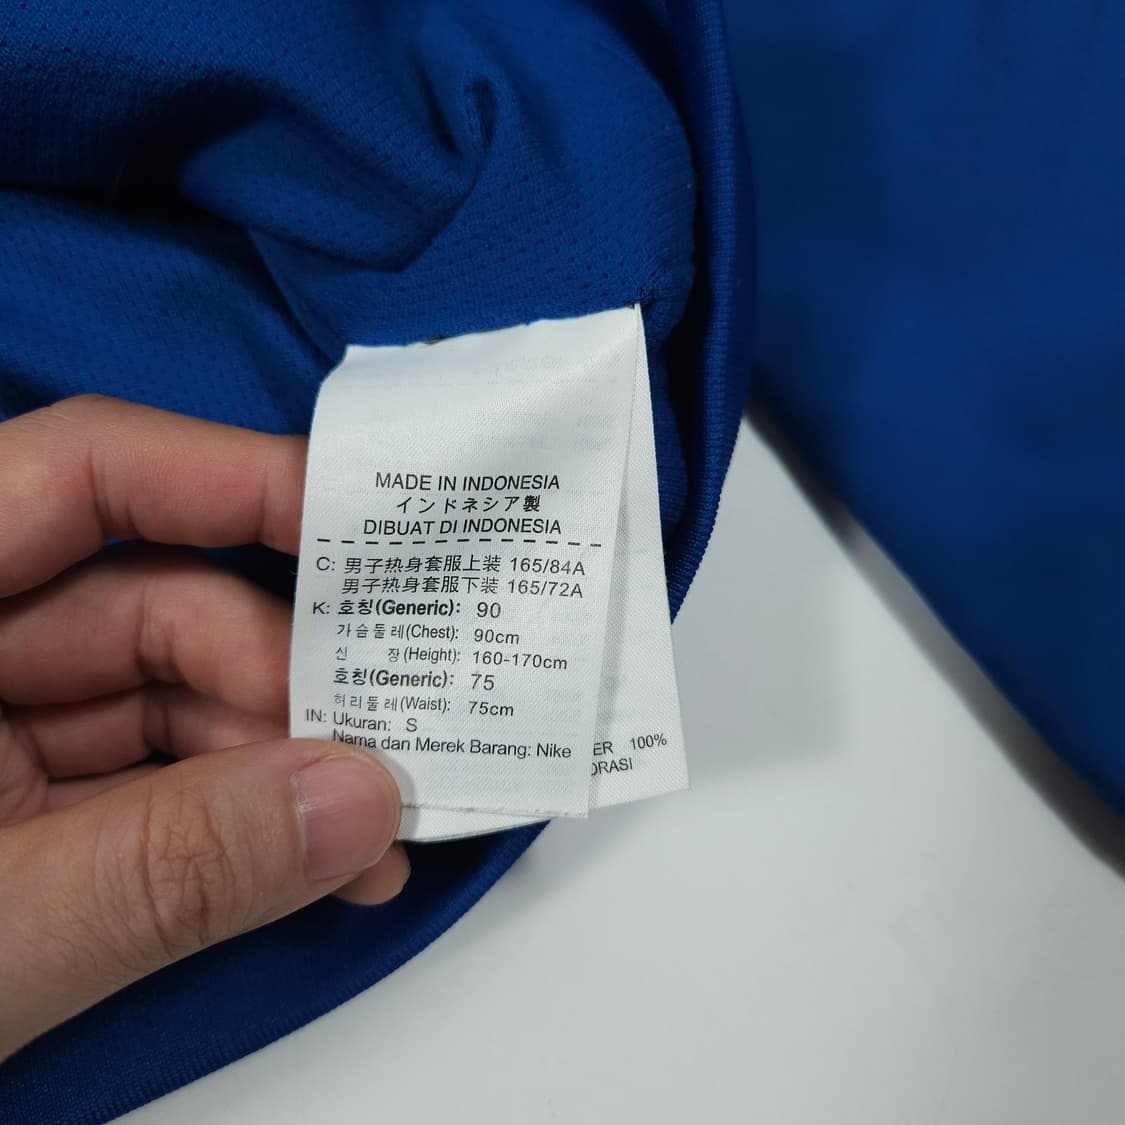 MADE IN INDONESIA
インドネシア製
DIBUAT DI INDONESIA
C: 男子热身套服上装 165/84A
男子热身套服下装 165/72A
K: 호칭(Generic): 90
가슴둘레(Chest): 90cm
신 장(Height): 160-170cm
호칭(Generic): 75
허리둘레(Waist): 75cm
IN: Ukuran: S
Nama dan Merek Barang: Nike
ER 100%
ORASI